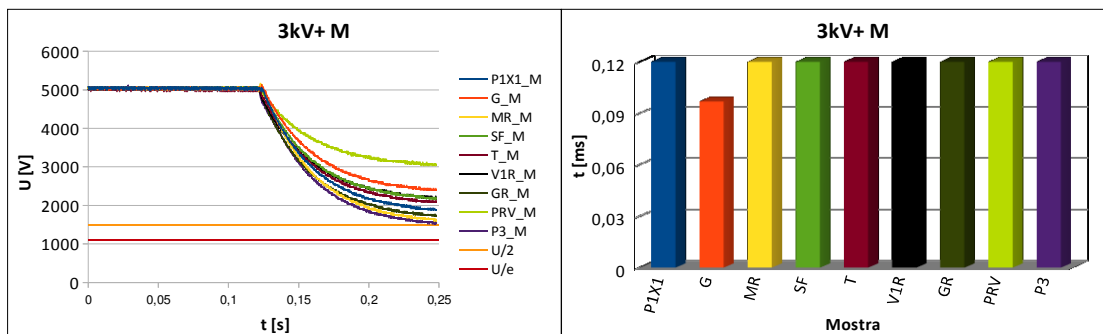 3kV+ M
6000
5000
4000
3000
2000
1000
0
U [V]
0
0,05
0,1
0,15
0,2
0,25
t [s]
P1X1_M
G_M
MR_M
SF_M
T_M
V1R_M
GR_M
PRV_M
P3_M
U/2
U/e
3kV+ M
0,12
0,09
0,06
0,03
0
t [ms]
P1X1
G
MR
SF
T
V1R
GR
PRV
P3
Mostra